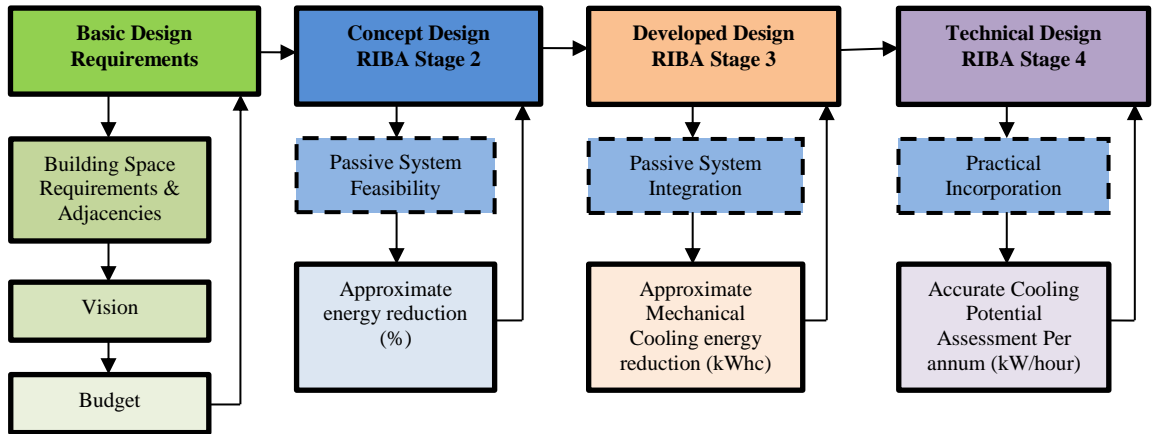 Basic Design
Requirements
Concept Design
RIBA Stage 2
Developed Design
RIBA Stage 3
Technical Design
RIBA Stage 4
Building Space
Requirements &
Adjacencies
Passive System
Feasibility
Passive System
Integration
Practical
Incorporation
Vision
Approximate
energy reduction
(%)
Approximate
Mechanical
Cooling energy
reduction (kWhc)
Accurate Cooling
Potential
Assessment Per
annum (kW/hour)
Budget